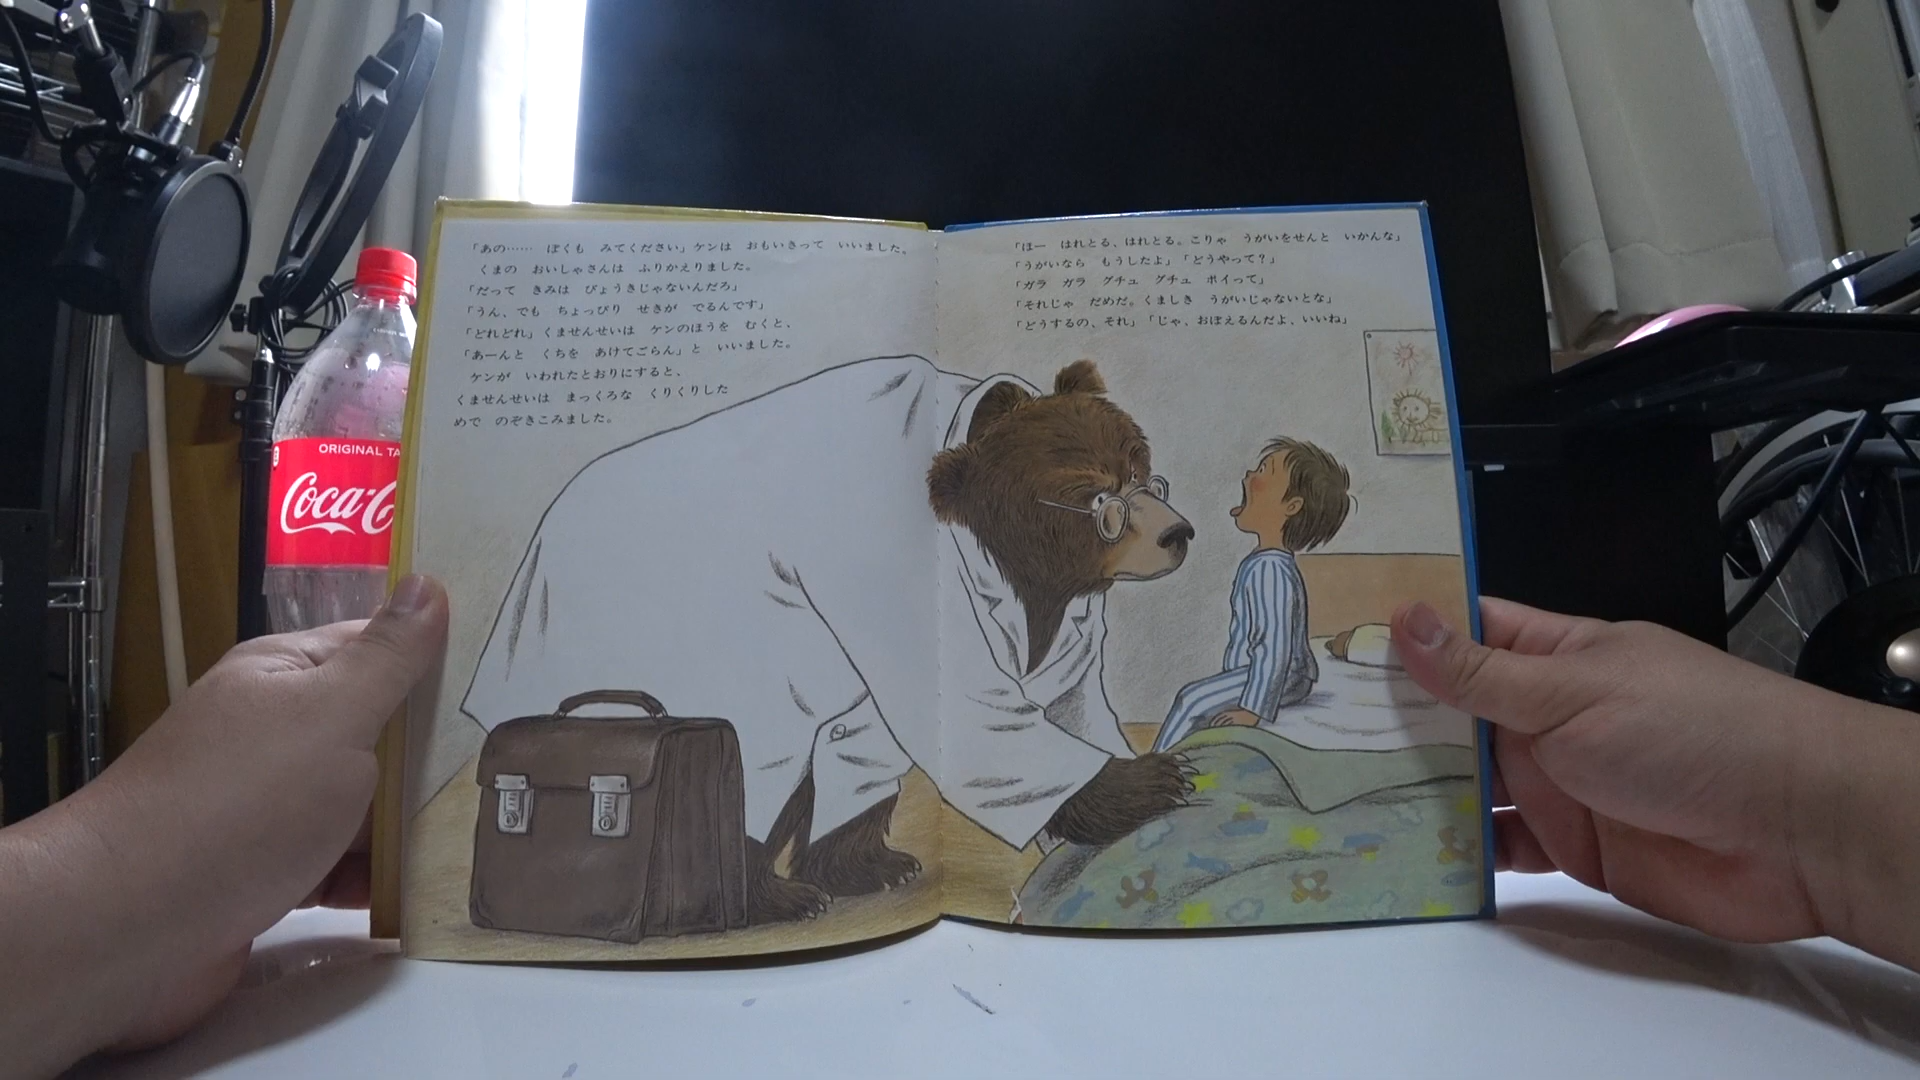 「あの…… ぼくも みてください」ケンは おもいきって いいました。
くまの おいしゃさんは ふりかえりました。
「だって きみは びょうきじゃないんだろ」
「うん、でも ちょっぴり せきが でるんです」
「どれどれ」くませんせいは ケンのほうを むくと、
「あーんと くちを あけてごらん」と いいました。
ケンが いわれたとおりにすると、
くませんせいは まっくろな くりくりした
めで のぞきこみました。
「ほー はれとる、はれとる。こりゃ うがいをせんと いかんな」
「うがいなら もうしたよ」「どうやって？」
「ガラ ガラ グチュ グチュ ポイって」
「それじゃ だめだ。くましき うがいじゃないとな」
「どうするの、それ」「じゃ、おぼえるんだよ、いいね」
ORIGINAL TA
Coca-C